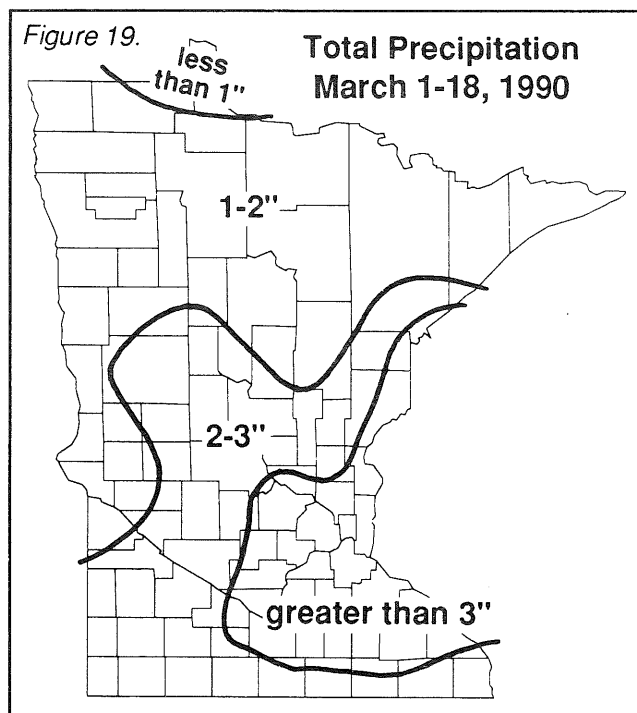 Figure 19.
Total Precipitation
March 1-18, 1990
less
than 1"
1-2"
2-3"
greater than 3"